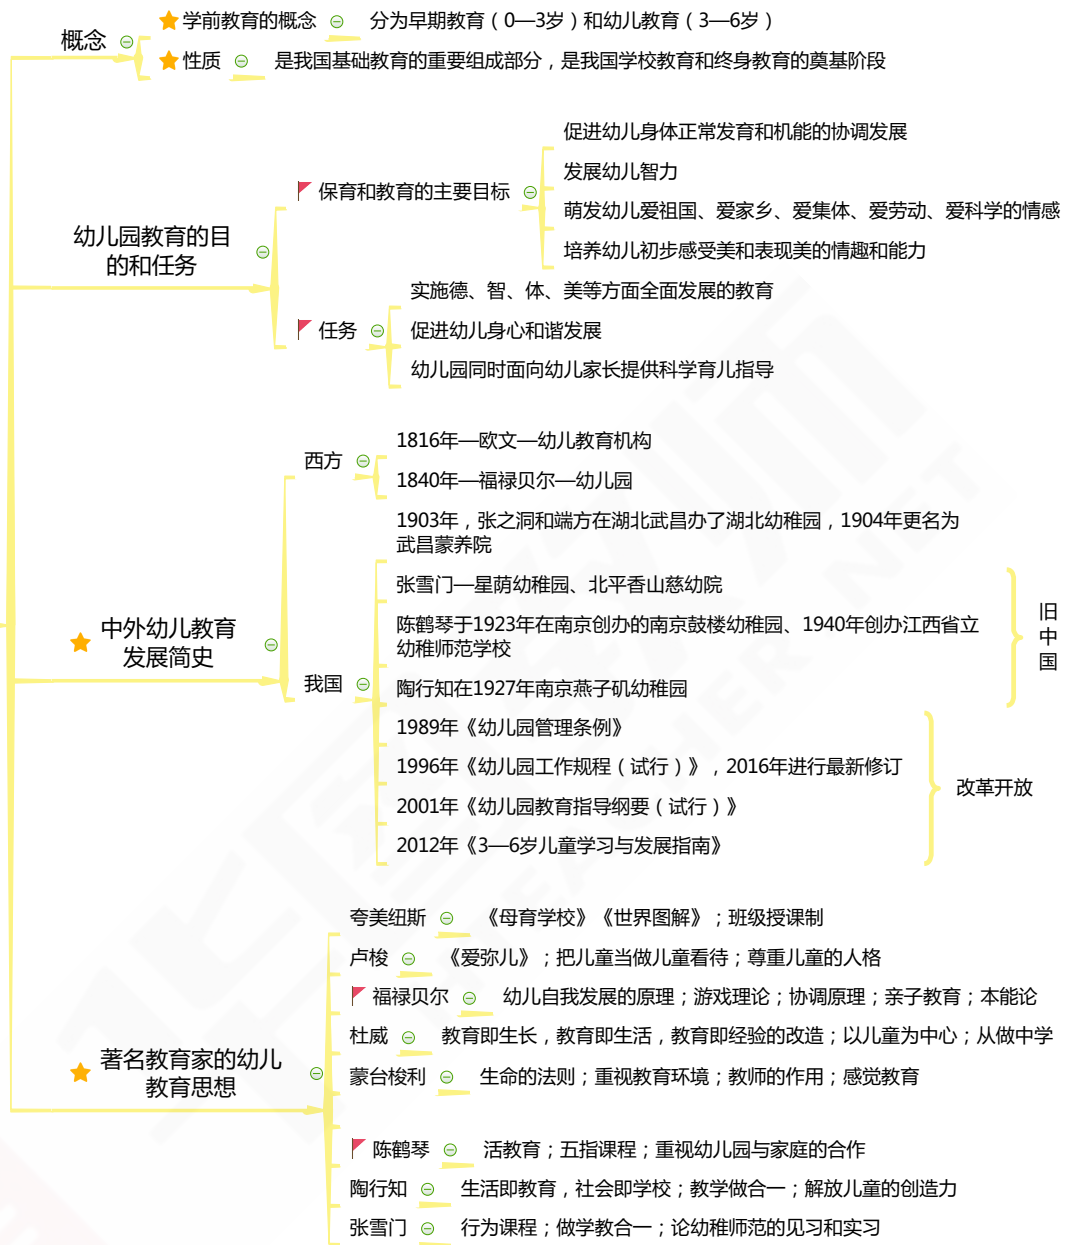 概念
学前教育的概念
分为早期教育（0—3岁）和幼儿教育（3—6岁）
性质
是我国基础教育的重要组成部分，是我国学校教育和终身教育的奠基阶段
幼儿园教育的目
的和任务
保育和教育的主要目标
促进幼儿身体正常发育和机能的协调发展
发展幼儿智力
萌发幼儿爱祖国、爱家乡、爱集体、爱劳动、爱科学的情感
培养幼儿初步感受美和表现美的情趣和能力
任务
实施德、智、体、美等方面全面发展的教育
促进幼儿身心和谐发展
幼儿园同时面向幼儿家长提供科学育儿指导
中外幼儿教育
发展简史
西方
1816年—欧文—幼儿教育机构
1840年—福禄贝尔—幼儿园
我国
1903年，张之洞和端方在湖北武昌办了湖北幼稚园，1904年更名为
武昌蒙养院
张雪门—星荫幼稚园、北平香山慈幼院
陈鹤琴于1923年在南京创办的南京鼓楼幼稚园、1940年创办江西省立
幼稚师范学校
陶行知在1927年南京燕子矶幼稚园
旧
中
国
1989年《幼儿园管理条例》
1996年《幼儿园工作规程（试行）》，2016年进行最新修订
2001年《幼儿园教育指导纲要（试行）》
2012年《3—6岁儿童学习与发展指南》
改革开放
著名教育家的幼儿
教育思想
夸美纽斯
《母育学校》《世界图解》；班级授课制
卢梭
《爱弥儿》；把儿童当做儿童看待；尊重儿童的人格
福禄贝尔
幼儿自我发展的原理；游戏理论；协调原理；亲子教育；本能论
杜威
教育即生长，教育即生活，教育即经验的改造；以儿童为中心；从做中学
蒙台梭利
生命的法则；重视教育环境；教师的作用；感觉教育
陈鹤琴
活教育；五指课程；重视幼儿园与家庭的合作
陶行知
生活即教育，社会即学校；教学做合一；解放儿童的创造力
张雪门
行为课程；做学教合一；论幼稚师范的见习和实习